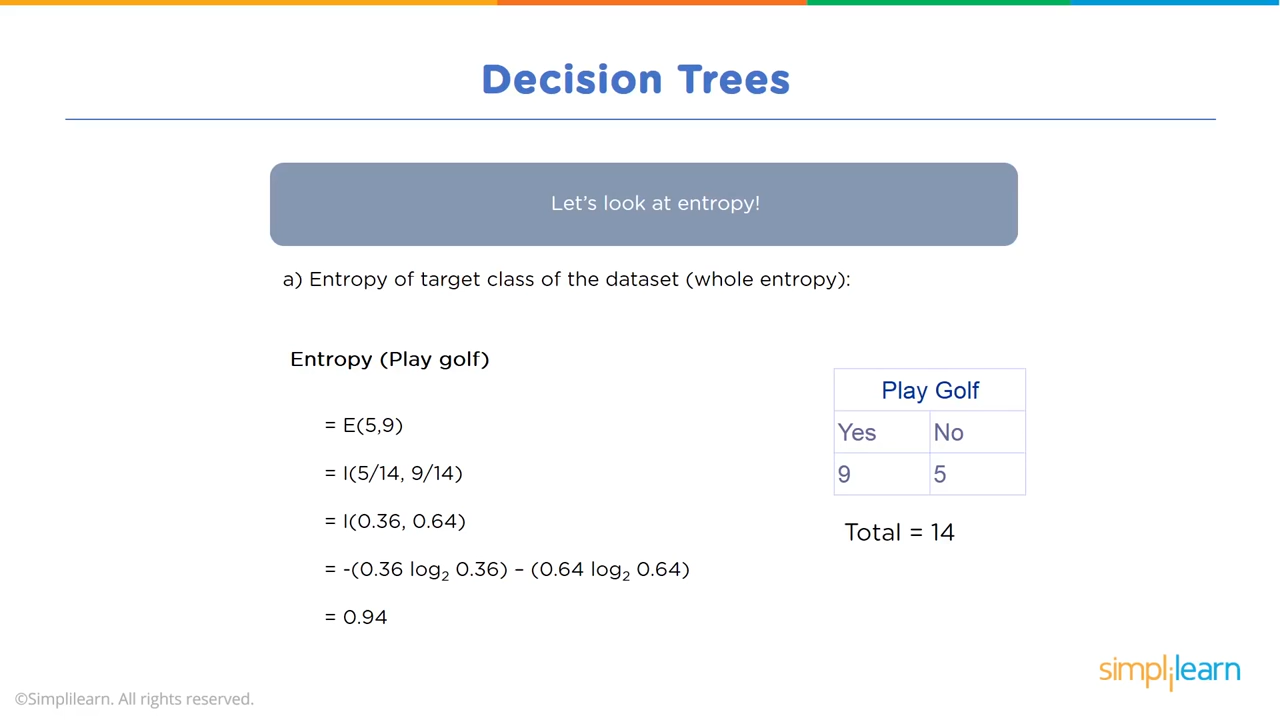 Decision Trees
Let's look at entropy!
a) Entropy of target class of the dataset (whole entropy):
Entropy (Play golf)
= E(5,9)
= I(5/14, 9/14)
= I(0.36, 0.64)
= -(0.36 log₂ 0.36) – (0.64 log₂ 0.64)
= 0.94
Play Golf
Yes No
9 5
Total = 14
simplilearn
©Simplilearn. All rights reserved.